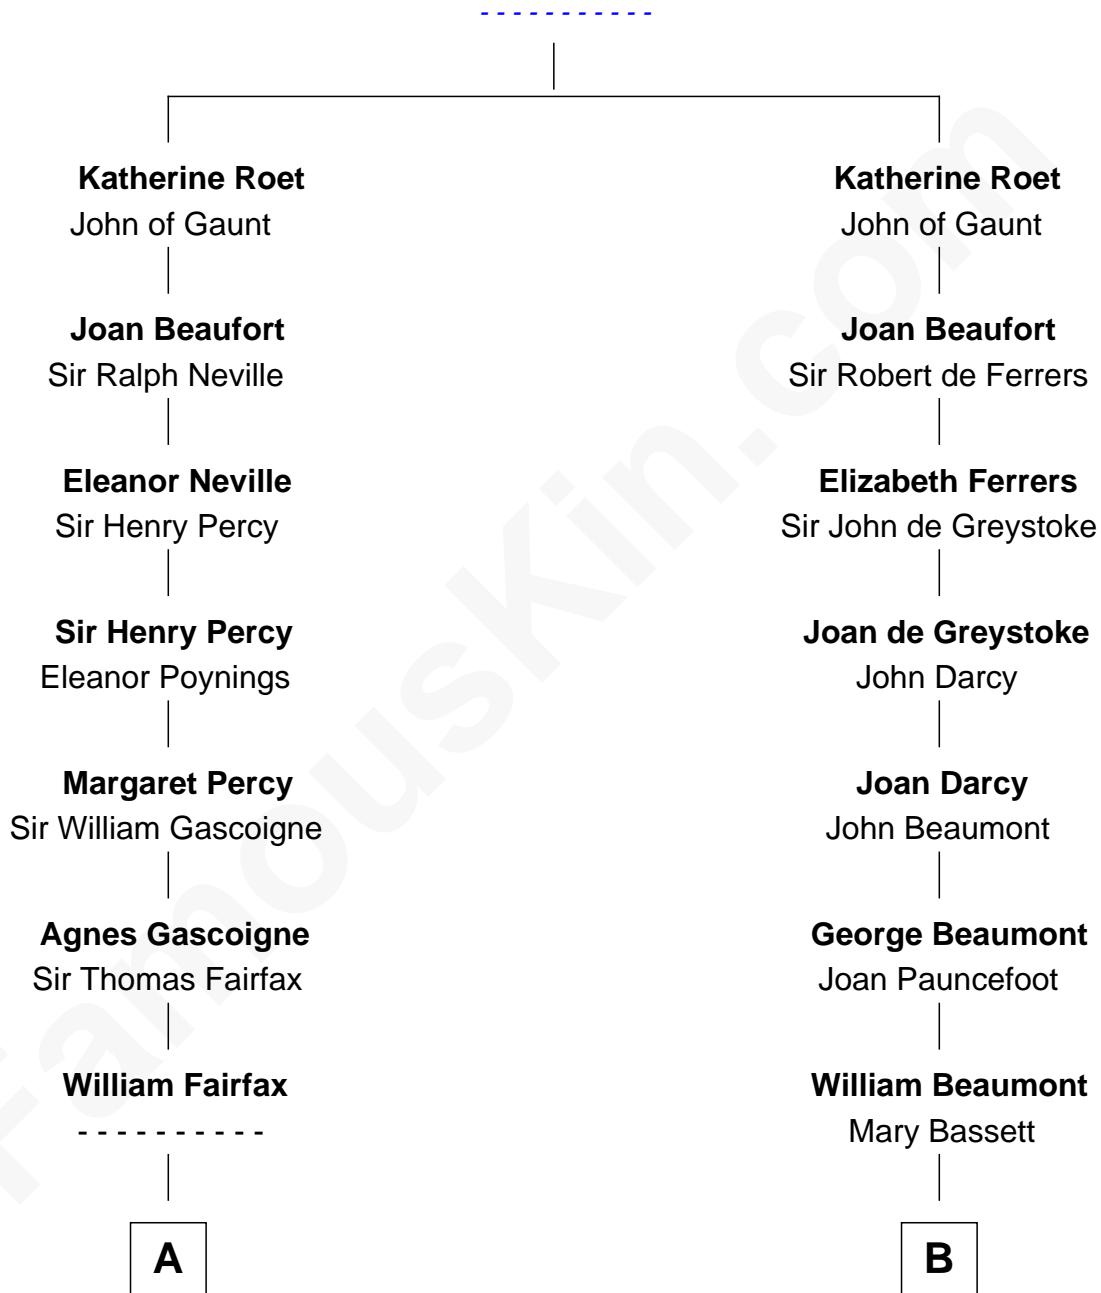 - - - - - - - - - - -
Katherine Roet
John of Gaunt
Joan Beaufort
Sir Ralph Neville
Eleanor Neville
Sir Henry Percy
Sir Henry Percy
Eleanor Poynings
Margaret Percy
Sir William Gascoigne
Agnes Gascoigne
Sir Thomas Fairfax
William Fairfax
- - - - - - - - - -
A
Katherine Roet
John of Gaunt
Joan Beaufort
Sir Robert de Ferrers
Elizabeth Ferrers
Sir John de Greystoke
Joan de Greystoke
John Darcy
Joan Darcy
John Beaumont
George Beaumont
Joan Pauncefoot
William Beaumont
Mary Bassett
B
FamousKin.com